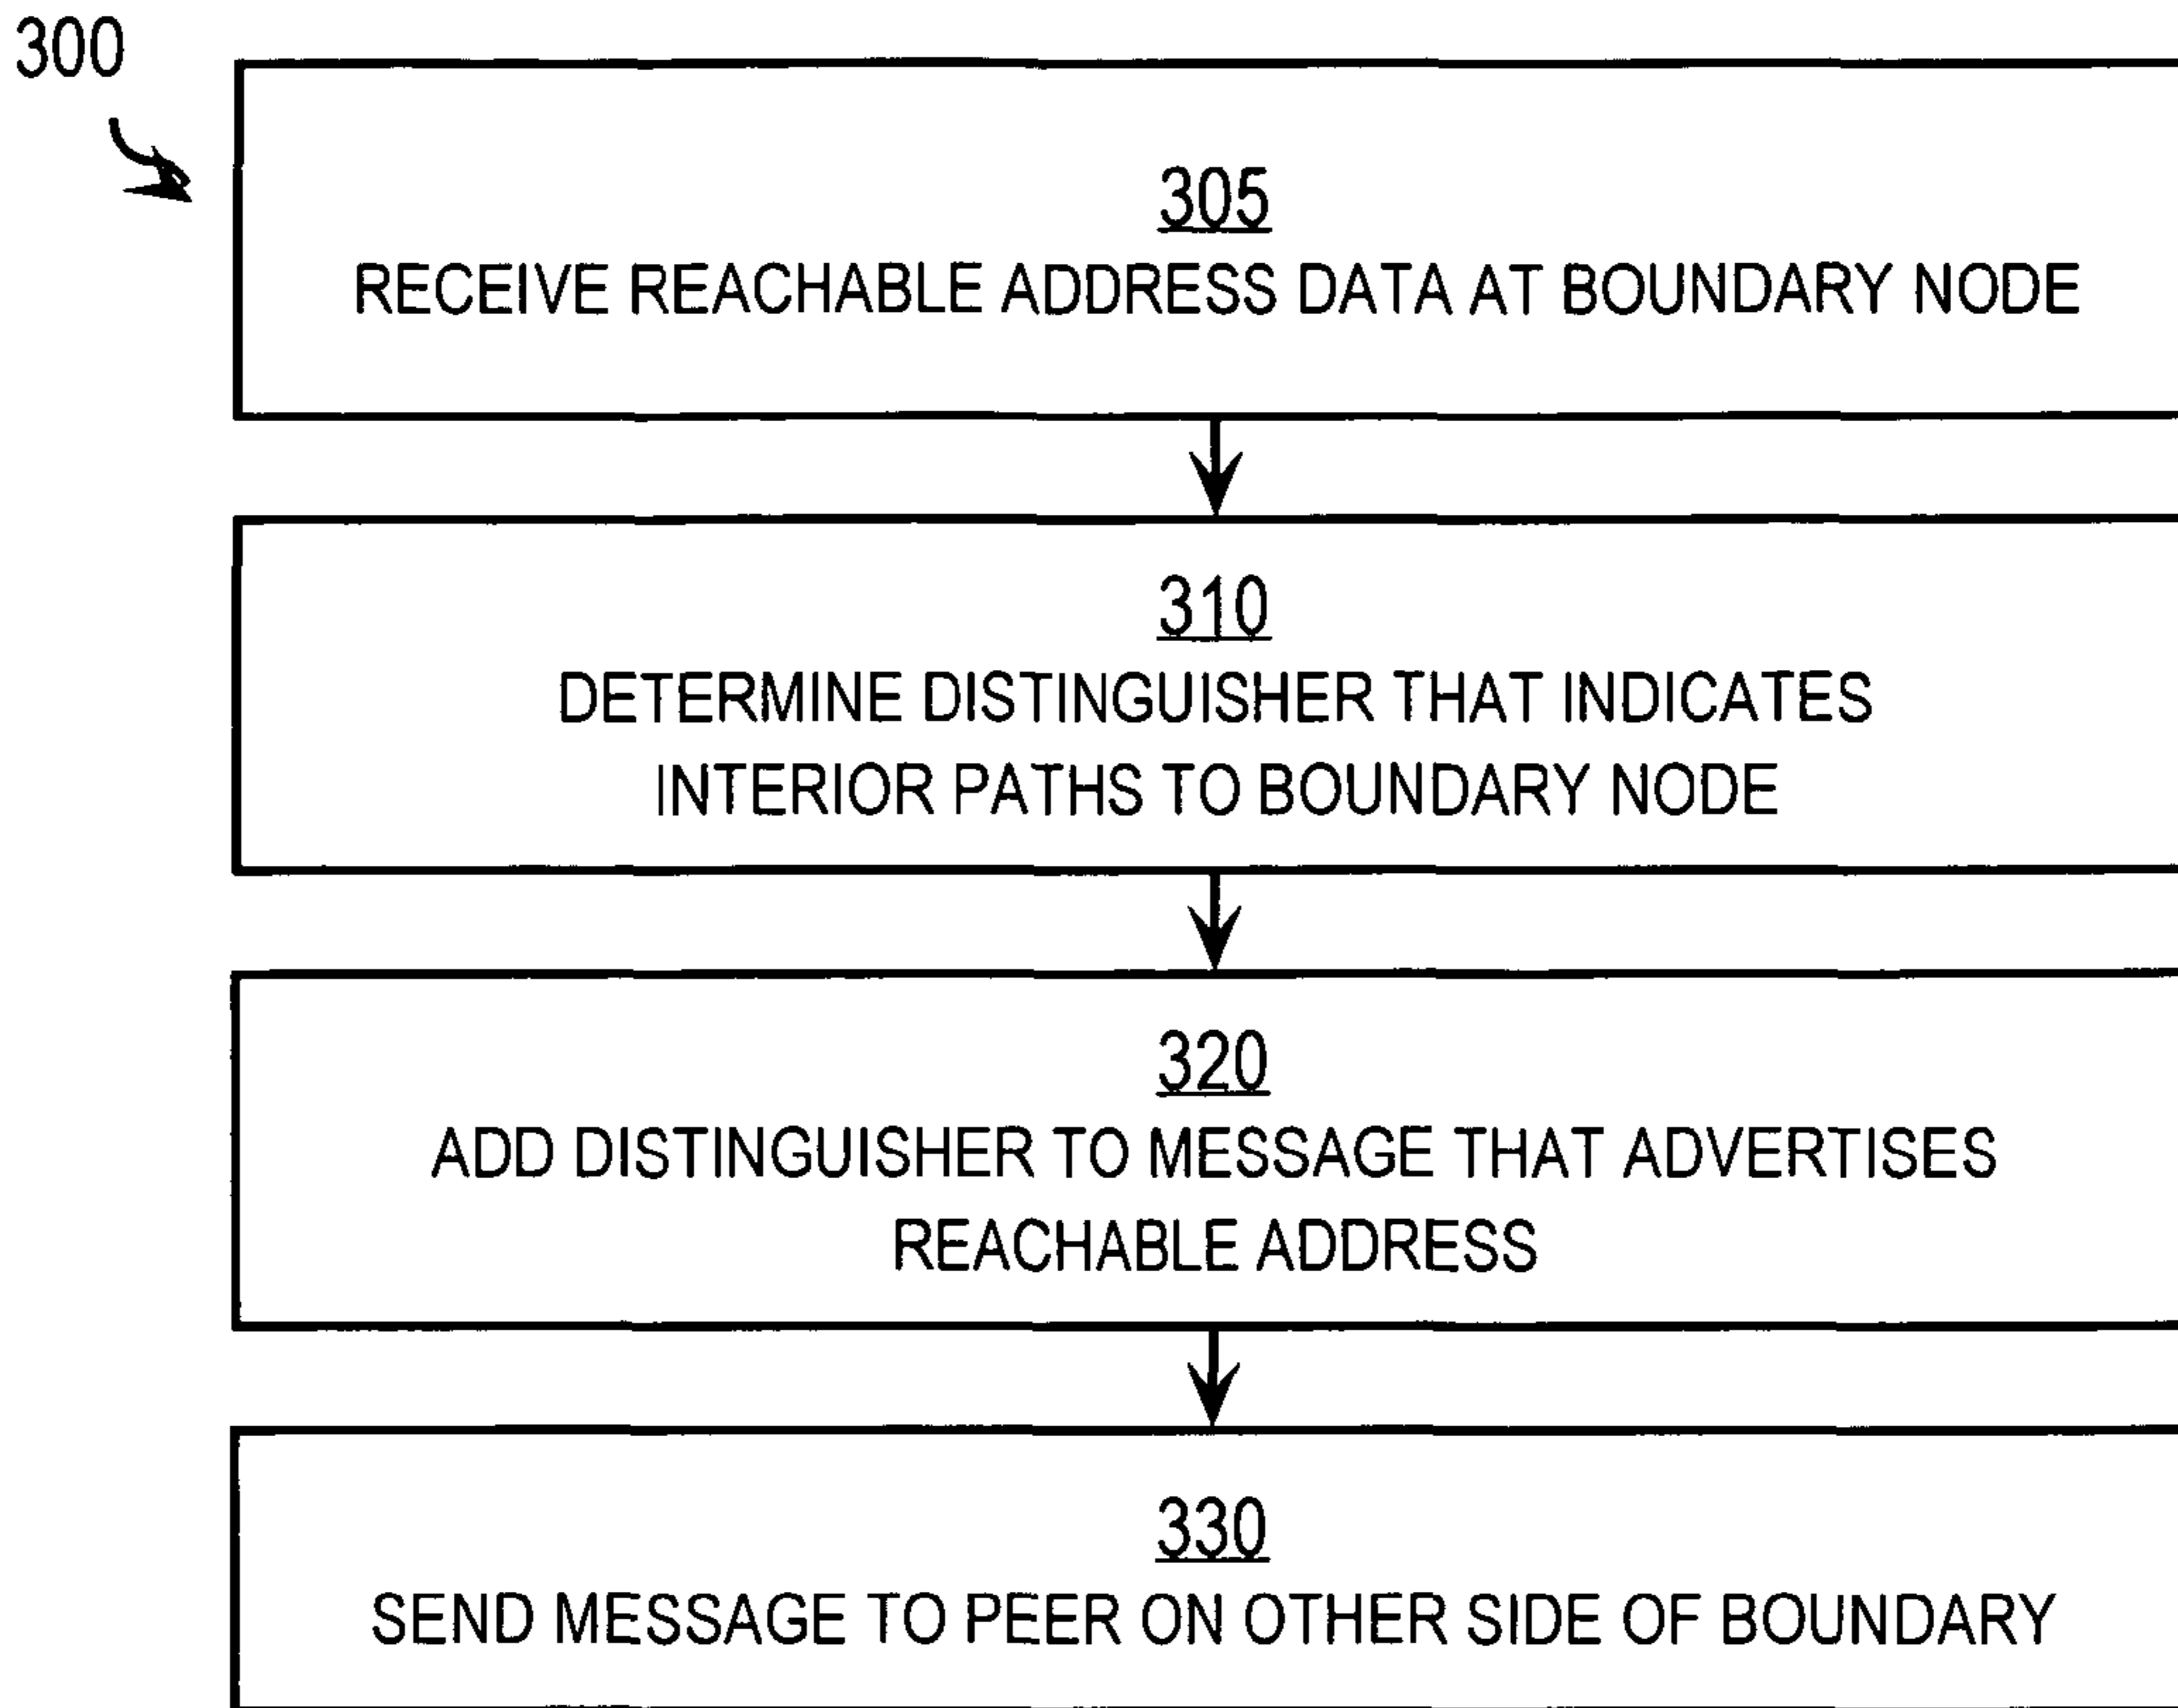 300
305
RECEIVE REACHABLE ADDRESS DATA AT BOUNDARY NODE
310
DETERMINE DISTINGUISHER THAT INDICATES
INTERIOR PATHS TO BOUNDARY NODE
320
ADD DISTINGUISHER TO MESSAGE THAT ADVERTISES
REACHABLE ADDRESS
330
SEND MESSAGE TO PEER ON OTHER SIDE OF BOUNDARY